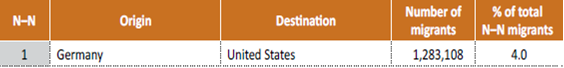 N–N Origin Destination Number of migrants % of total N–N migrants
1 Germany United States 1,283,108 4.0